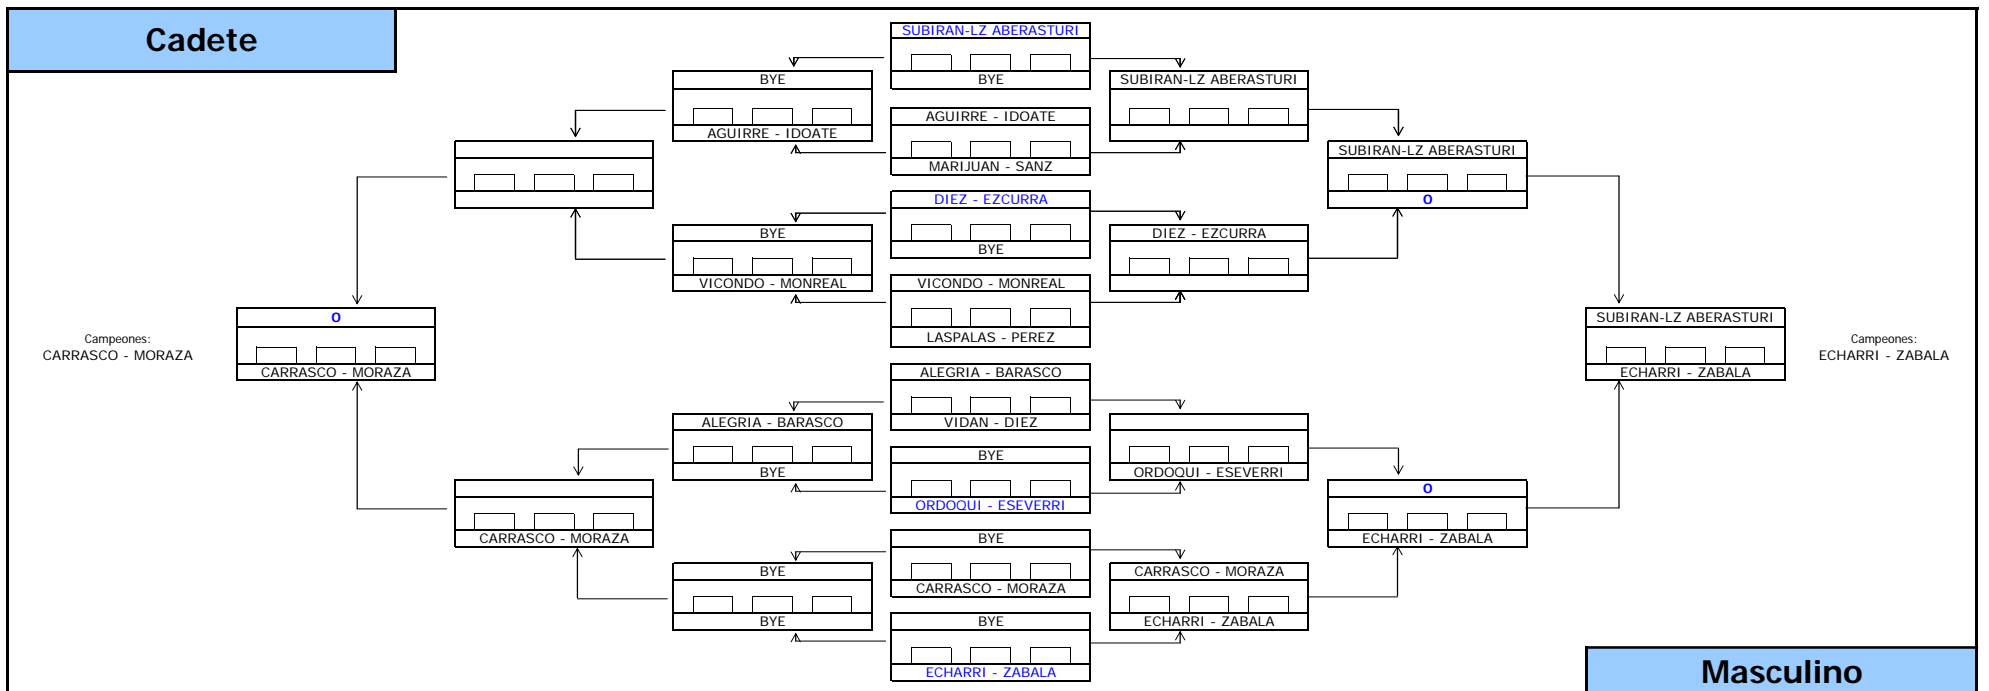 Cadete
SUBIRAN-LZ ABERASTURI
BYE
BYE
AGUIRRE - IDOATE
SUBIRAN-LZ ABERASTURI
AGUIRRE - IDOATE
MARIJUAN - SANZ
SUBIRAN-LZ ABERASTURI
O
DIEZ - EZCURRA
BYE
BYE
VICONDO - MONREAL
DIEZ - EZCURRA
VICONDO - MONREAL
LASPALAS - PEREZ
O
CARRASCO - MORAZA
Campeones:
CARRASCO - MORAZA
SUBIRAN-LZ ABERASTURI
ECHARRI - ZABALA
Campeones:
ECHARRI - ZABALA
ALEGRIA - BARASCO
VIDAN - DIEZ
ALEGRIA - BARASCO
BYE
ORDOQUI - ESEVERRI
BYE
ORDOQUI - ESEVERRI
CARRASCO - MORAZA
O
ECHARRI - ZABALA
BYE
CARRASCO - MORAZA
BYE
BYE
CARRASCO - MORAZA
ECHARRI - ZABALA
BYE
ECHARRI - ZABALA
Masculino